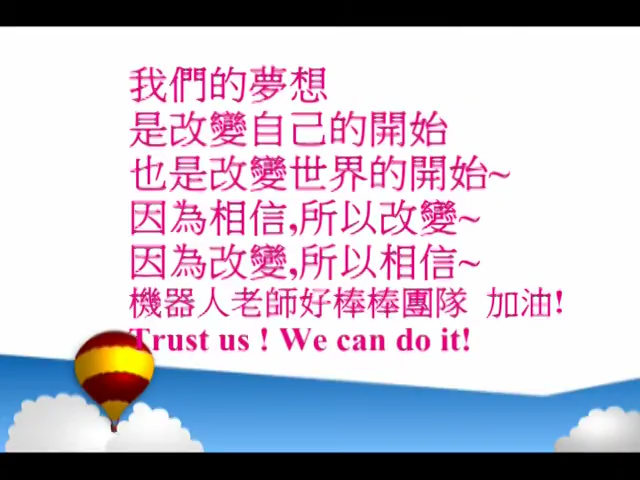 我們的夢想
是改變自己的開始
也是改變世界的開始~
因為相信,所以改變~
因為改變,所以相信~
機器人老師好棒棒團隊 加油!
Trust us ! We can do it!